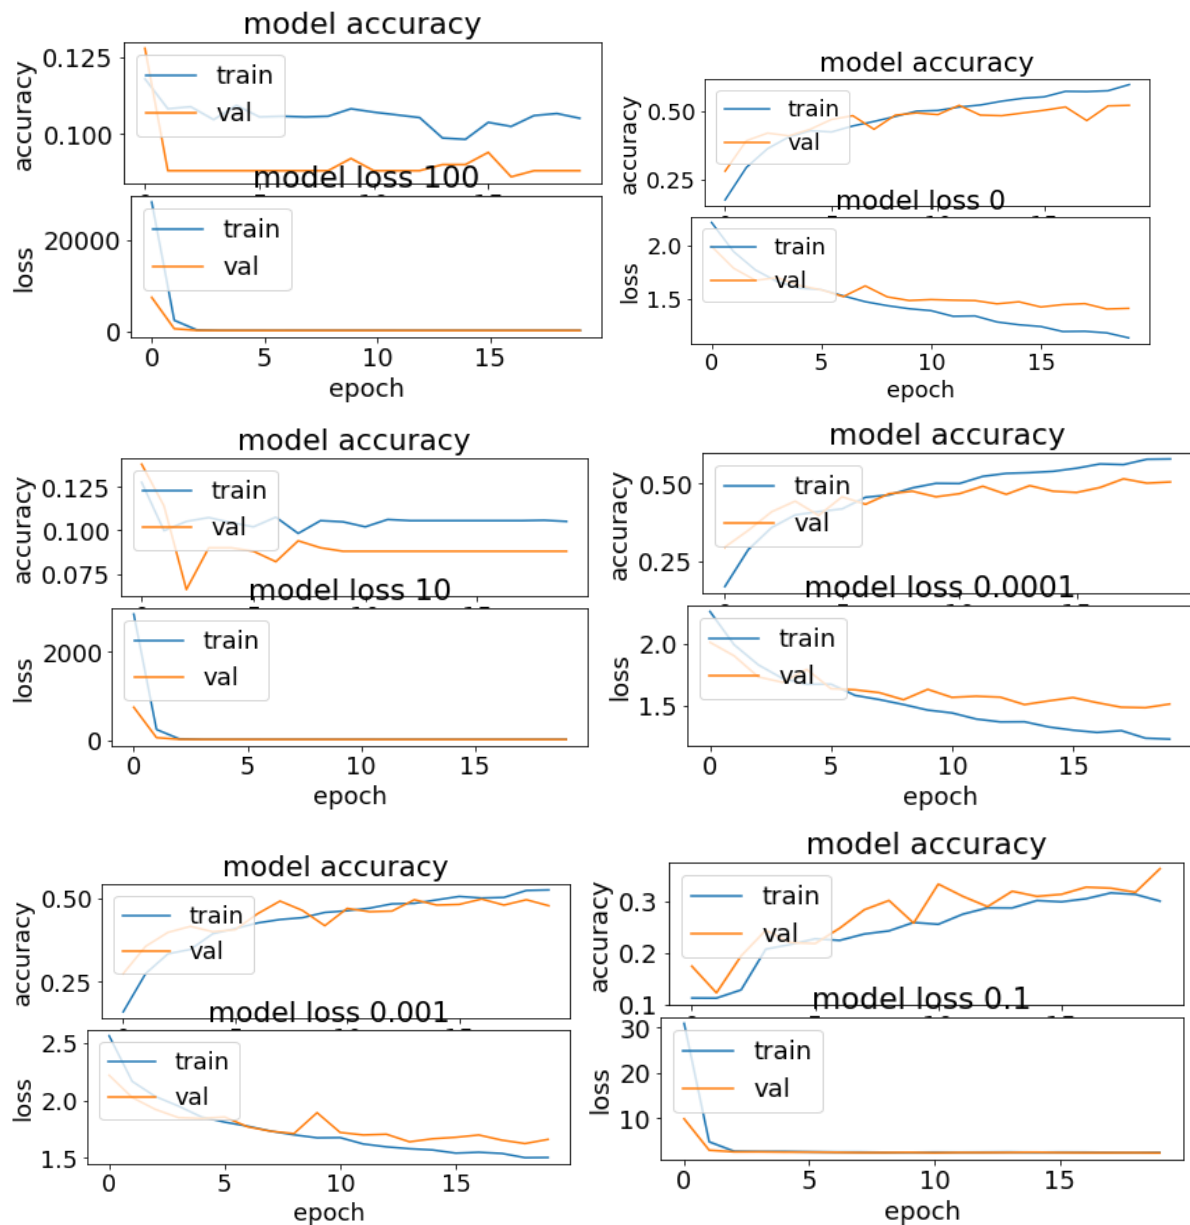 model accuracy
0.125
0.100
accuracy
train
val
model loss 100
20000
0
loss
train
val
0 5 10 15
epoch
model accuracy
0.50
0.25
accuracy
train
val
model loss 0
2.0
1.5
loss
train
val
0 5 10 15
epoch
model accuracy
0.125
0.100
0.075
accuracy
train
val
model loss 10
2000
0
loss
train
val
0 5 10 15
epoch
model accuracy
0.50
0.25
accuracy
train
val
model loss 0.0001
2.0
1.5
loss
train
val
0 5 10 15
epoch
model accuracy
0.50
0.25
accuracy
train
val
model loss 0.001
2.5
2.0
1.5
loss
train
val
0 5 10 15
epoch
model accuracy
0.3
0.2
0.1
accuracy
train
val
model loss 0.1
30
20
10
loss
train
val
0 5 10 15
epoch